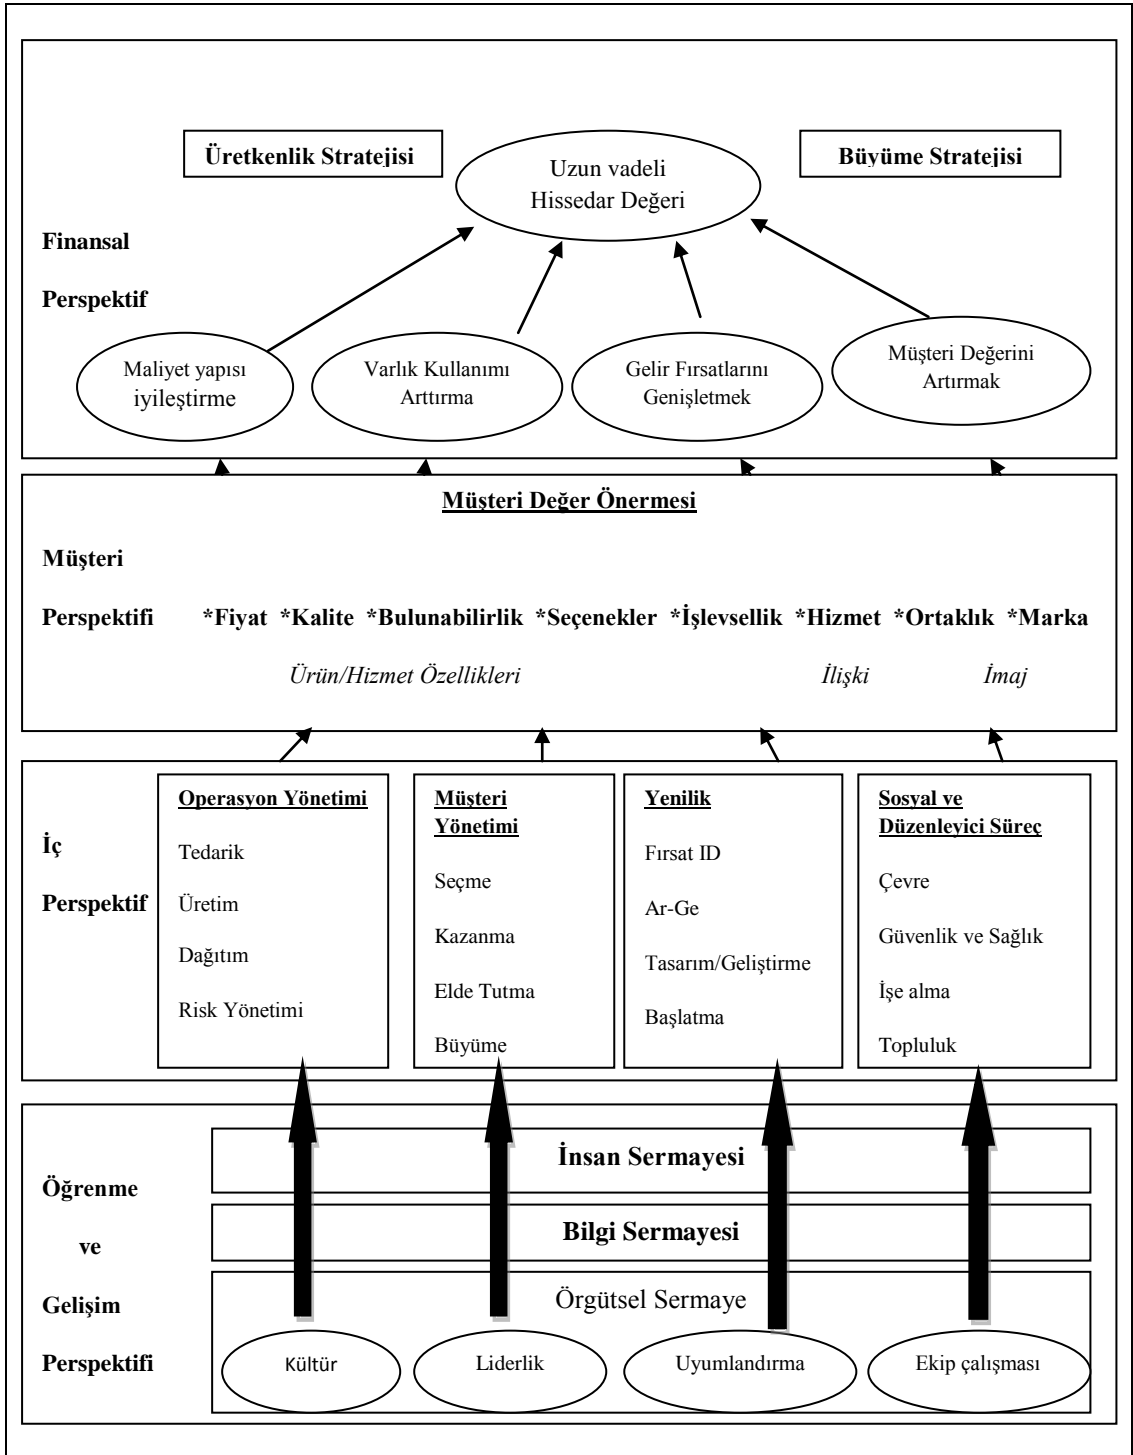 Üretkenlik Stratejisi
Büyüme Stratejisi
Uzun vadeli
Hissedar Değeri
Finansal
Perspektif
Maliyet yapısı
iyileştirme
Varlık Kullanımı
Arttırma
Gelir Fırsatlarını
Genişletmek
Müşteri Değerini
Artırmak
Müşteri Değer Önermesi
Müşteri
Perspektifi
*Fiyat *Kalite *Bulunabilirlik *Seçenekler *İşlevsellik *Hizmet *Ortaklık *Marka
Ürün/Hizmet Özellikleri
İlişki
İmaj
İç
Perspektif
Operasyon Yönetimi
Tedarik
Üretim
Dağıtım
Risk Yönetimi
Müşteri
Yönetimi
Seçme
Kazanma
Elde Tutma
Büyüme
Yenilik
Fırsat ID
Ar-Ge
Tasarım/Geliştirme
Başlatma
Sosyal ve
Düzenleyici Süreç
Çevre
Güvenlik ve Sağlık
İşe alma
Topluluk
Öğrenme
ve
Gelişim
Perspektifi
İnsan Sermayesi
Bilgi Sermayesi
Örgütsel Sermaye
Kültür
Liderlik
Uyumlandırma
Ekip çalışması